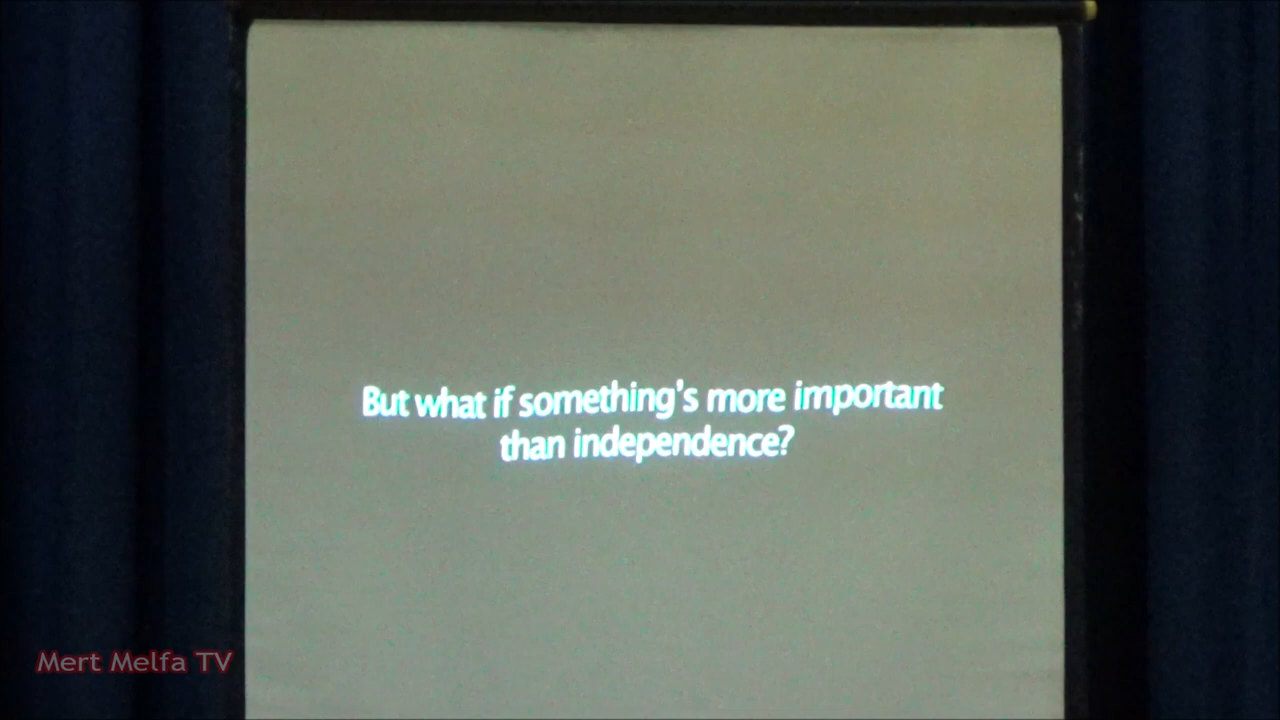 But what if something's more important
than independence?
Mert Melfa TV